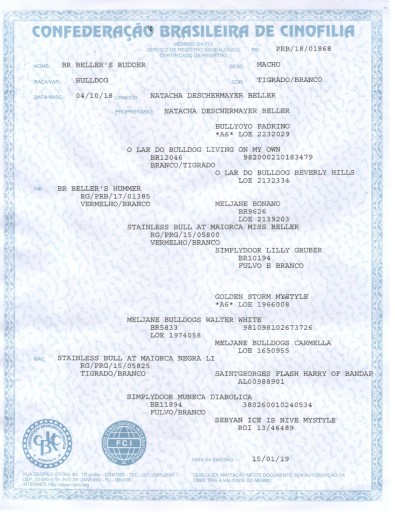 CONFEDERAÇÃO BRASILEIRA DE CINOFILIA
MEMBRO DA FCI
SERVIÇO DE REGISTRO GENEALÓGICO
CERTIFICADO DE REGISTRO
RG. PRB/18/01868
NOME: BR BELLER'S RUDDER SEXO: MACHO
RAÇA/VAR.: BULLDOG COR: TIGRADO/BRANCO
DATA/NASC.: 04/10/18 CRIADOR: NATACHA DESCHERMAYER BELLER
PROPRIETÁRIO: NATACHA DESCHERMAYER BELLER
BULLYOYO PADRINO
*A6* LOE 2232029
O LAR DO BULLDOG LIVING ON MY OWN
BR12046 982000210183479
BRANCO/TIGRADO
O LAR DO BULLDOG BEVERLY HILLS
LOE 2132334
PAI: BR BELLER'S HUMMER
RG/PRB/17/01385
VERMELHO/BRANCO
MELJANE BONANO
BR9626
LOE 2139203
STAINLESS BULL AT MAIORCA MISS BELLER
RG/PRG/15/05800
VERMELHO/BRANCO
SIMPLYDOOR LILLY GRUBER
BR10194
FULVO E BRANCO
GOLDEN STORM MYSTYLE
*A6* LOE 1966008
MELJANE BULLDOGS WALTER WHITE
BR5833 981098102673726
LOE 1974058
MELJANE BULLDOGS CARMELLA
LOE 1650955
MÃE: STAINLESS BULL AT MAIORCA NEGRA LI
RG/PRG/15/05825
TIGRADO/BRANCO
SAINTGEORGES FLASH HARRY OF BANDAP
AL00988901
SIMPLYDOOR MUNECA DIABOLICA
BR11894 380260010240534
FULVO/BRANCO
SEBYAN ICE IS NIVE MYSTYLE
ROI 13/46489
CBKC
FCI
DATA DA EMISSÃO: 15/01/19
QUALQUER ANOTAÇÃO NESTE DOCUMENTO SEM AUTORIZAÇÃO DA
CBKC TIRA A VALIDADE DO MESMO